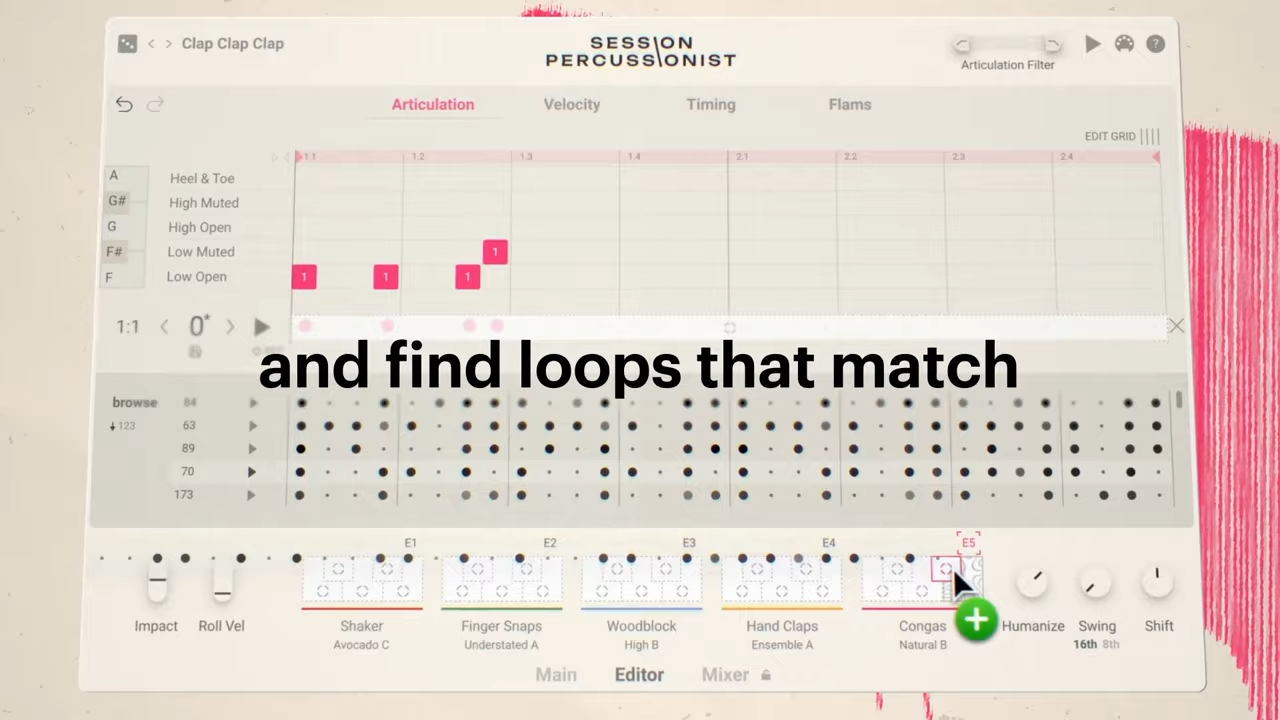 Clap Clap Clap
SESSION
PERCUSSIONIST
Articulation Filter
?
Articulation Velocity Timing Flams
EDIT GRID
1.1 1.2 1.3 1.4 2.1 2.2 2.3 2.4
A Heel & Toe
G# High Muted
G High Open
F# Low Muted 1
F Low Open 1 1 1
1:1 0*
and find loops that match
browse 84
123 63
89
70
173
E1 E2 E3 E4 E5
Impact Roll Vel Shaker Finger Snaps Woodblock Hand Claps Congas Humanize Swing Shift
Avocado C Understated A High B Ensemble A Natural B 16th 8th
Main Editor Mixer